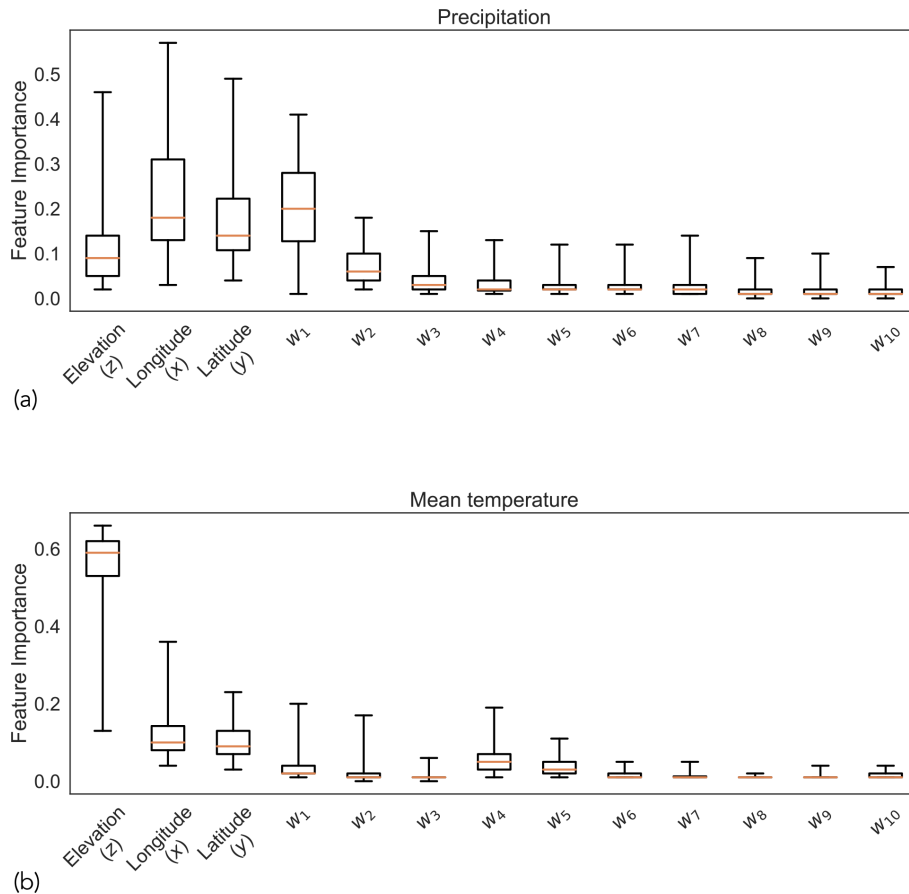 Precipitation
Feature Importance
0.5
0.4
0.3
0.2
0.1
0.0
Elevation
(z)
Longitude
(x)
Latitude
(y)
w1
w2
w3
w4
w5
w6
w7
w8
w9
w10
(a)
Mean temperature
Feature Importance
0.6
0.4
0.2
0.0
Elevation
(z)
Longitude
(x)
Latitude
(y)
w1
w2
w3
w4
w5
w6
w7
w8
w9
w10
(b)